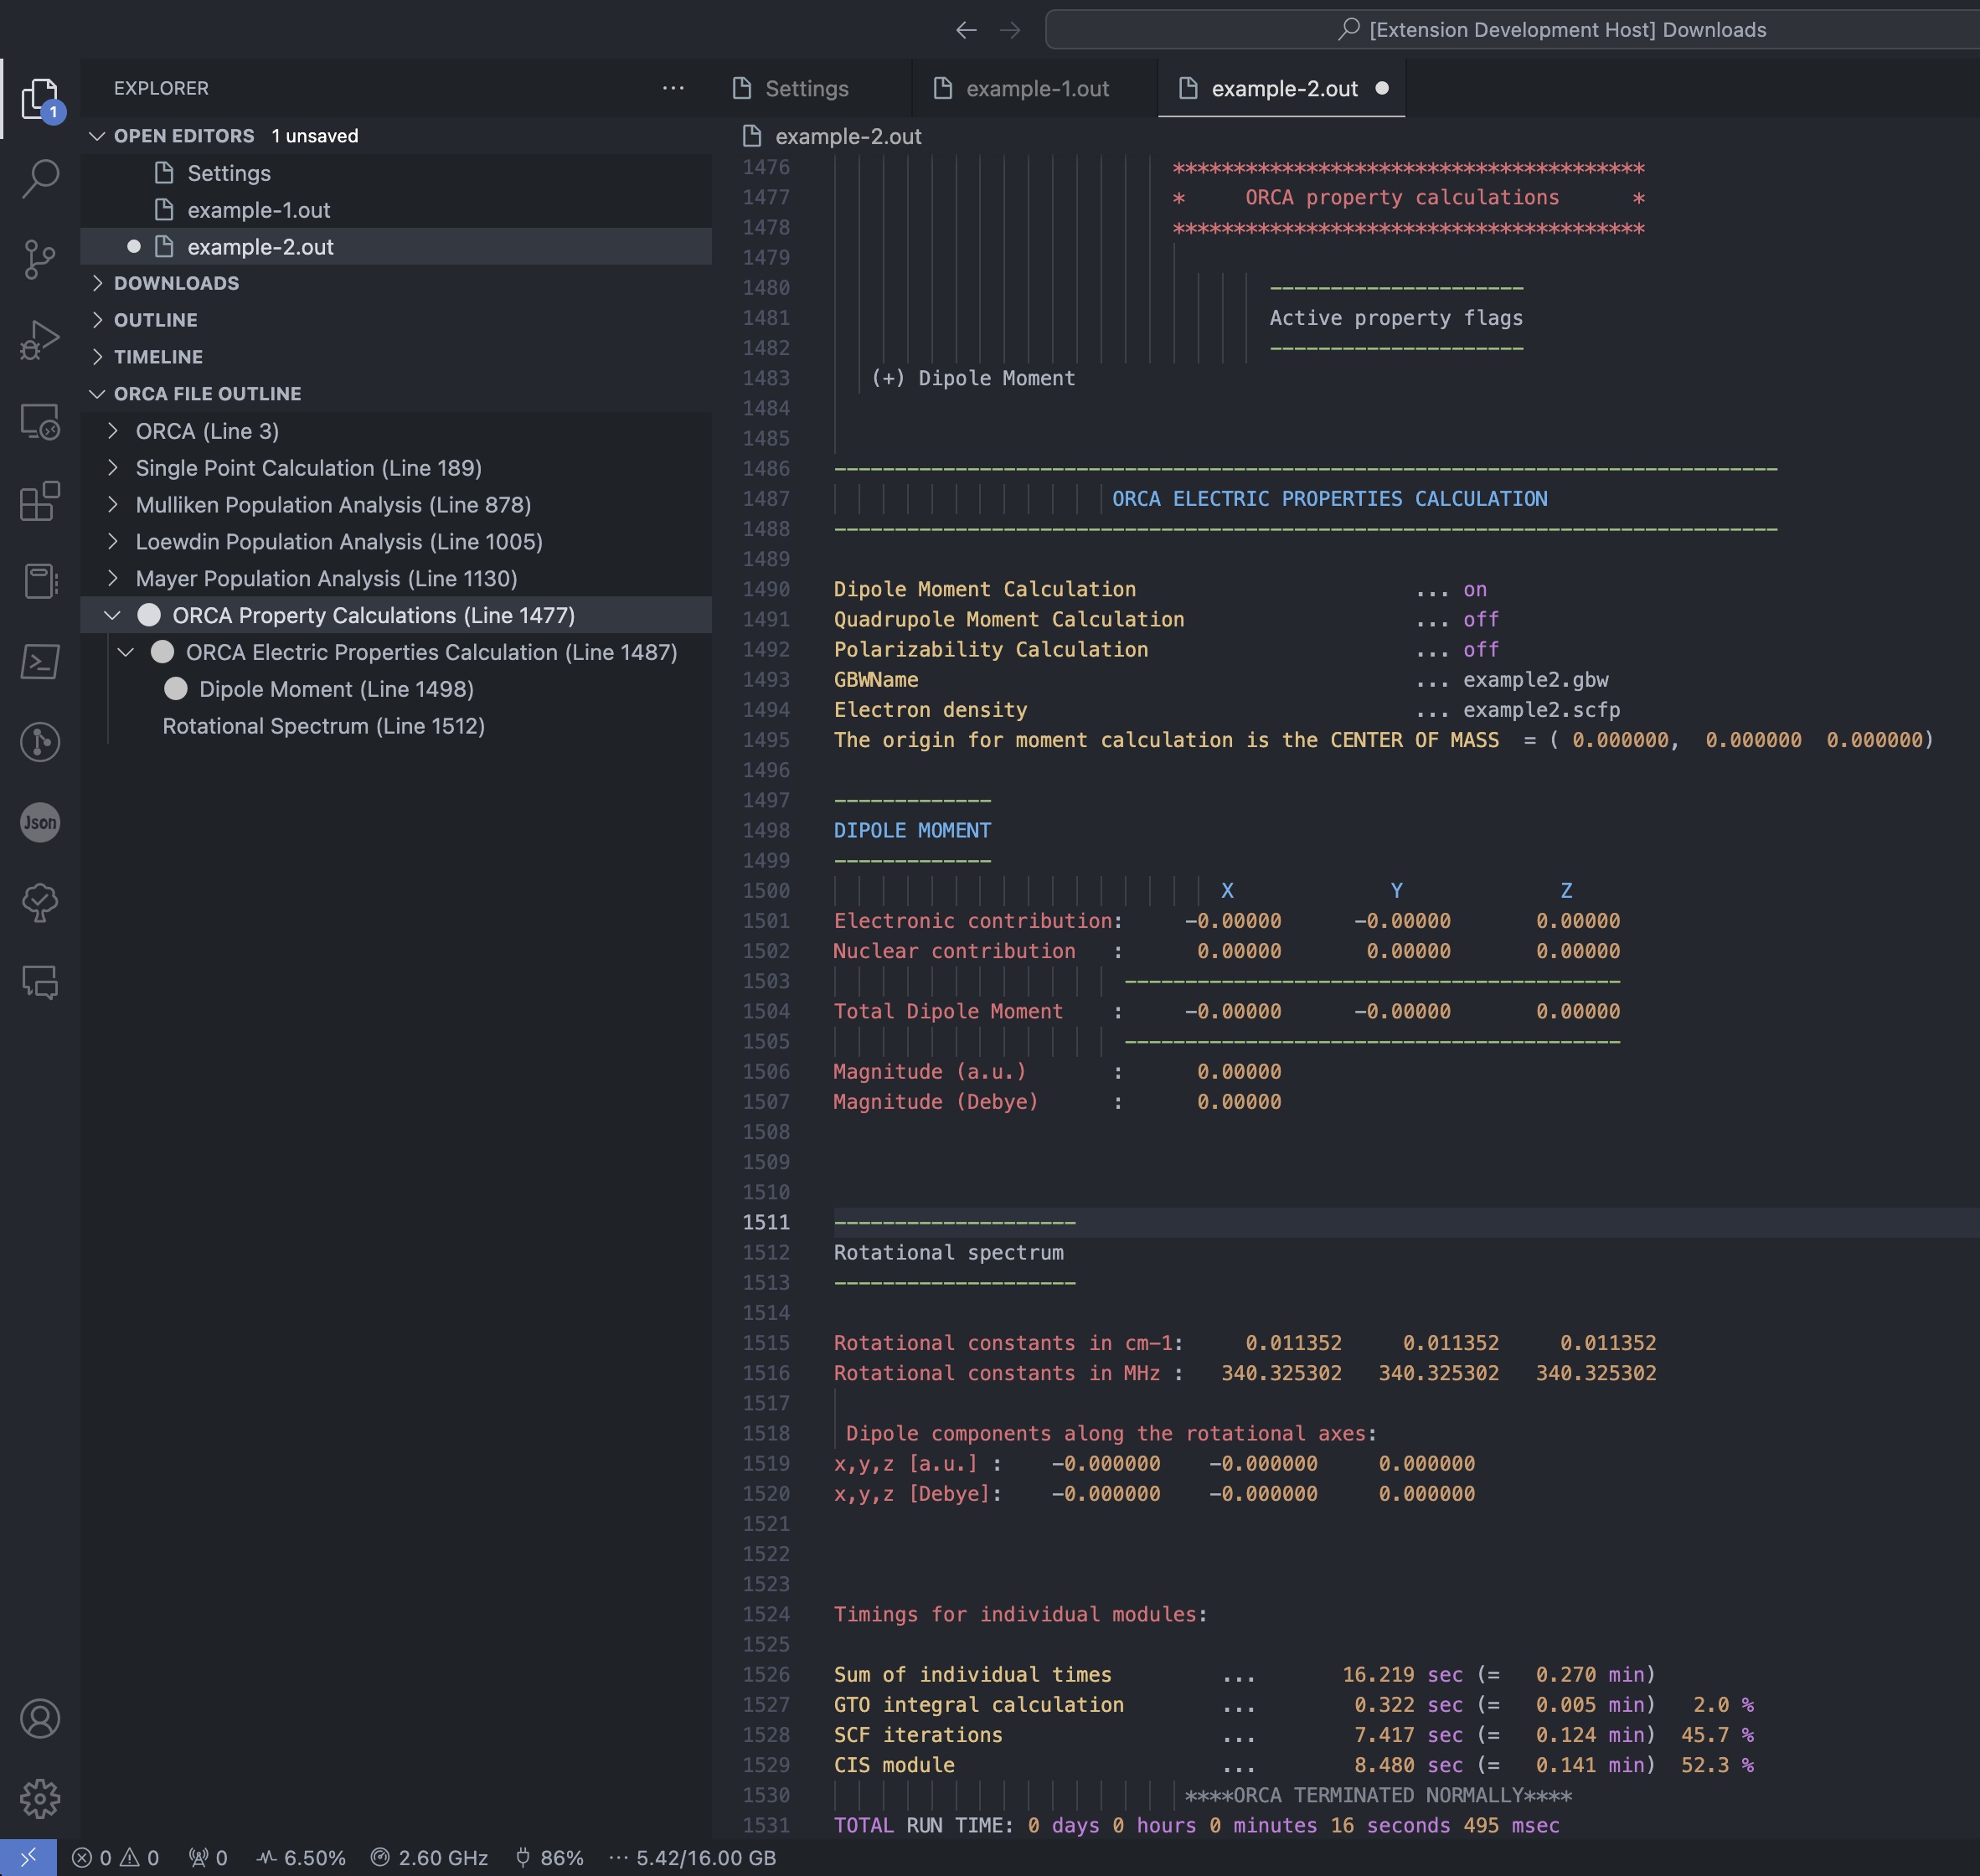 [Extension Development Host] Downloads
EXPLORER
Settings
example-1.out
example-2.out
1
OPEN EDITORS 1 unsaved
Settings
example-1.out
example-2.out
DOWNLOADS
OUTLINE
TIMELINE
ORCA FILE OUTLINE
ORCA (Line 3)
Single Point Calculation (Line 189)
Mulliken Population Analysis (Line 878)
Loewdin Population Analysis (Line 1005)
Mayer Population Analysis (Line 1130)
ORCA Property Calculations (Line 1477)
ORCA Electric Properties Calculation (Line 1487)
Dipole Moment (Line 1498)
Rotational Spectrum (Line 1512)
Json
example-2.out
1476 ***************************************
1477 * ORCA property calculations *
1478 ***************************************
1479
1480 ---------------------
1481 Active property flags
1482 ---------------------
1483 (+) Dipole Moment
1484
1485
1486 ------------------------------------------------------------------------------
1487 ORCA ELECTRIC PROPERTIES CALCULATION
1488 ------------------------------------------------------------------------------
1489
1490 Dipole Moment Calculation ... on
1491 Quadrupole Moment Calculation ... off
1492 Polarizability Calculation ... off
1493 GBWName ... example2.gbw
1494 Electron density ... example2.scfp
1495 The origin for moment calculation is the CENTER OF MASS = ( 0.000000, 0.000000 0.000000)
1496
1497 -------------
1498 DIPOLE MOMENT
1499 -------------
1500 X Y Z
1501 Electronic contribution: -0.00000 -0.00000 0.00000
1502 Nuclear contribution : 0.00000 0.00000 0.00000
1503 -----------------------------------------
1504 Total Dipole Moment : -0.00000 -0.00000 0.00000
1505 -----------------------------------------
1506 Magnitude (a.u.) : 0.00000
1507 Magnitude (Debye) : 0.00000
1508
1509
1510
1511 --------------------
1512 Rotational spectrum
1513 --------------------
1514
1515 Rotational constants in cm-1: 0.011352 0.011352 0.011352
1516 Rotational constants in MHz : 340.325302 340.325302 340.325302
1517
1518 Dipole components along the rotational axes:
1519 x,y,z [a.u.] : -0.000000 -0.000000 0.000000
1520 x,y,z [Debye]: -0.000000 -0.000000 0.000000
1521
1522
1523
1524 Timings for individual modules:
1525
1526 Sum of individual times ... 16.219 sec (= 0.270 min)
1527 GTO integral calculation ... 0.322 sec (= 0.005 min) 2.0 %
1528 SCF iterations ... 7.417 sec (= 0.124 min) 45.7 %
1529 CIS module ... 8.480 sec (= 0.141 min) 52.3 %
1530 ****ORCA TERMINATED NORMALLY****
1531 TOTAL RUN TIME: 0 days 0 hours 0 minutes 16 seconds 495 msec
0 0 0 6.50% 2.60 GHz 86% ··· 5.42/16.00 GB